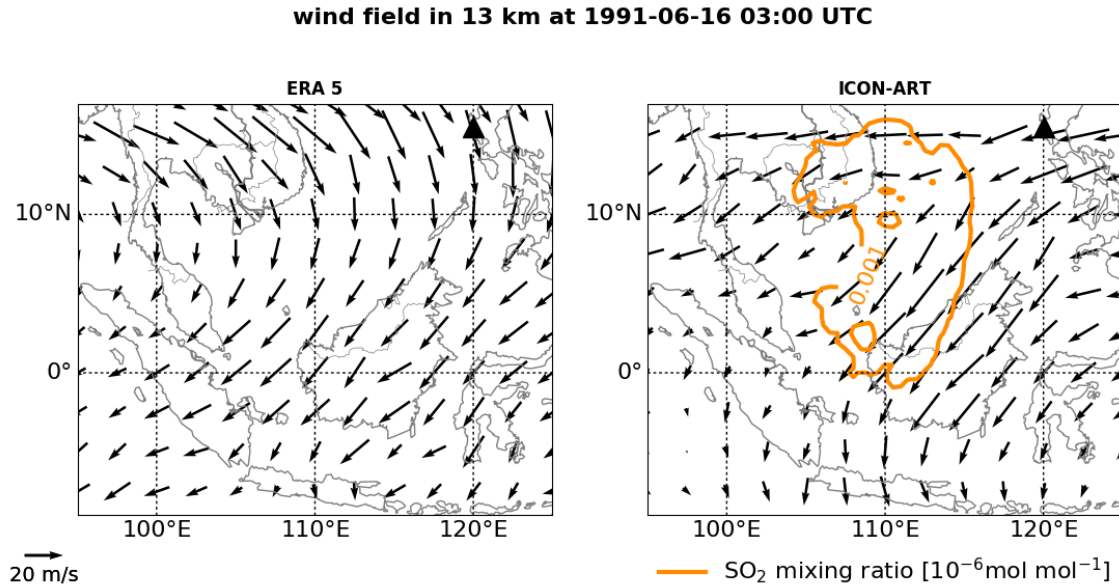 wind field in 13 km at 1991-06-16 03:00 UTC
ERA 5
ICON-ART
10°N
0°
100°E
110°E
120°E
20 m/s
10°N
0°
0.001
100°E
110°E
120°E
SO₂ mixing ratio [10⁻⁶mol mol⁻¹]